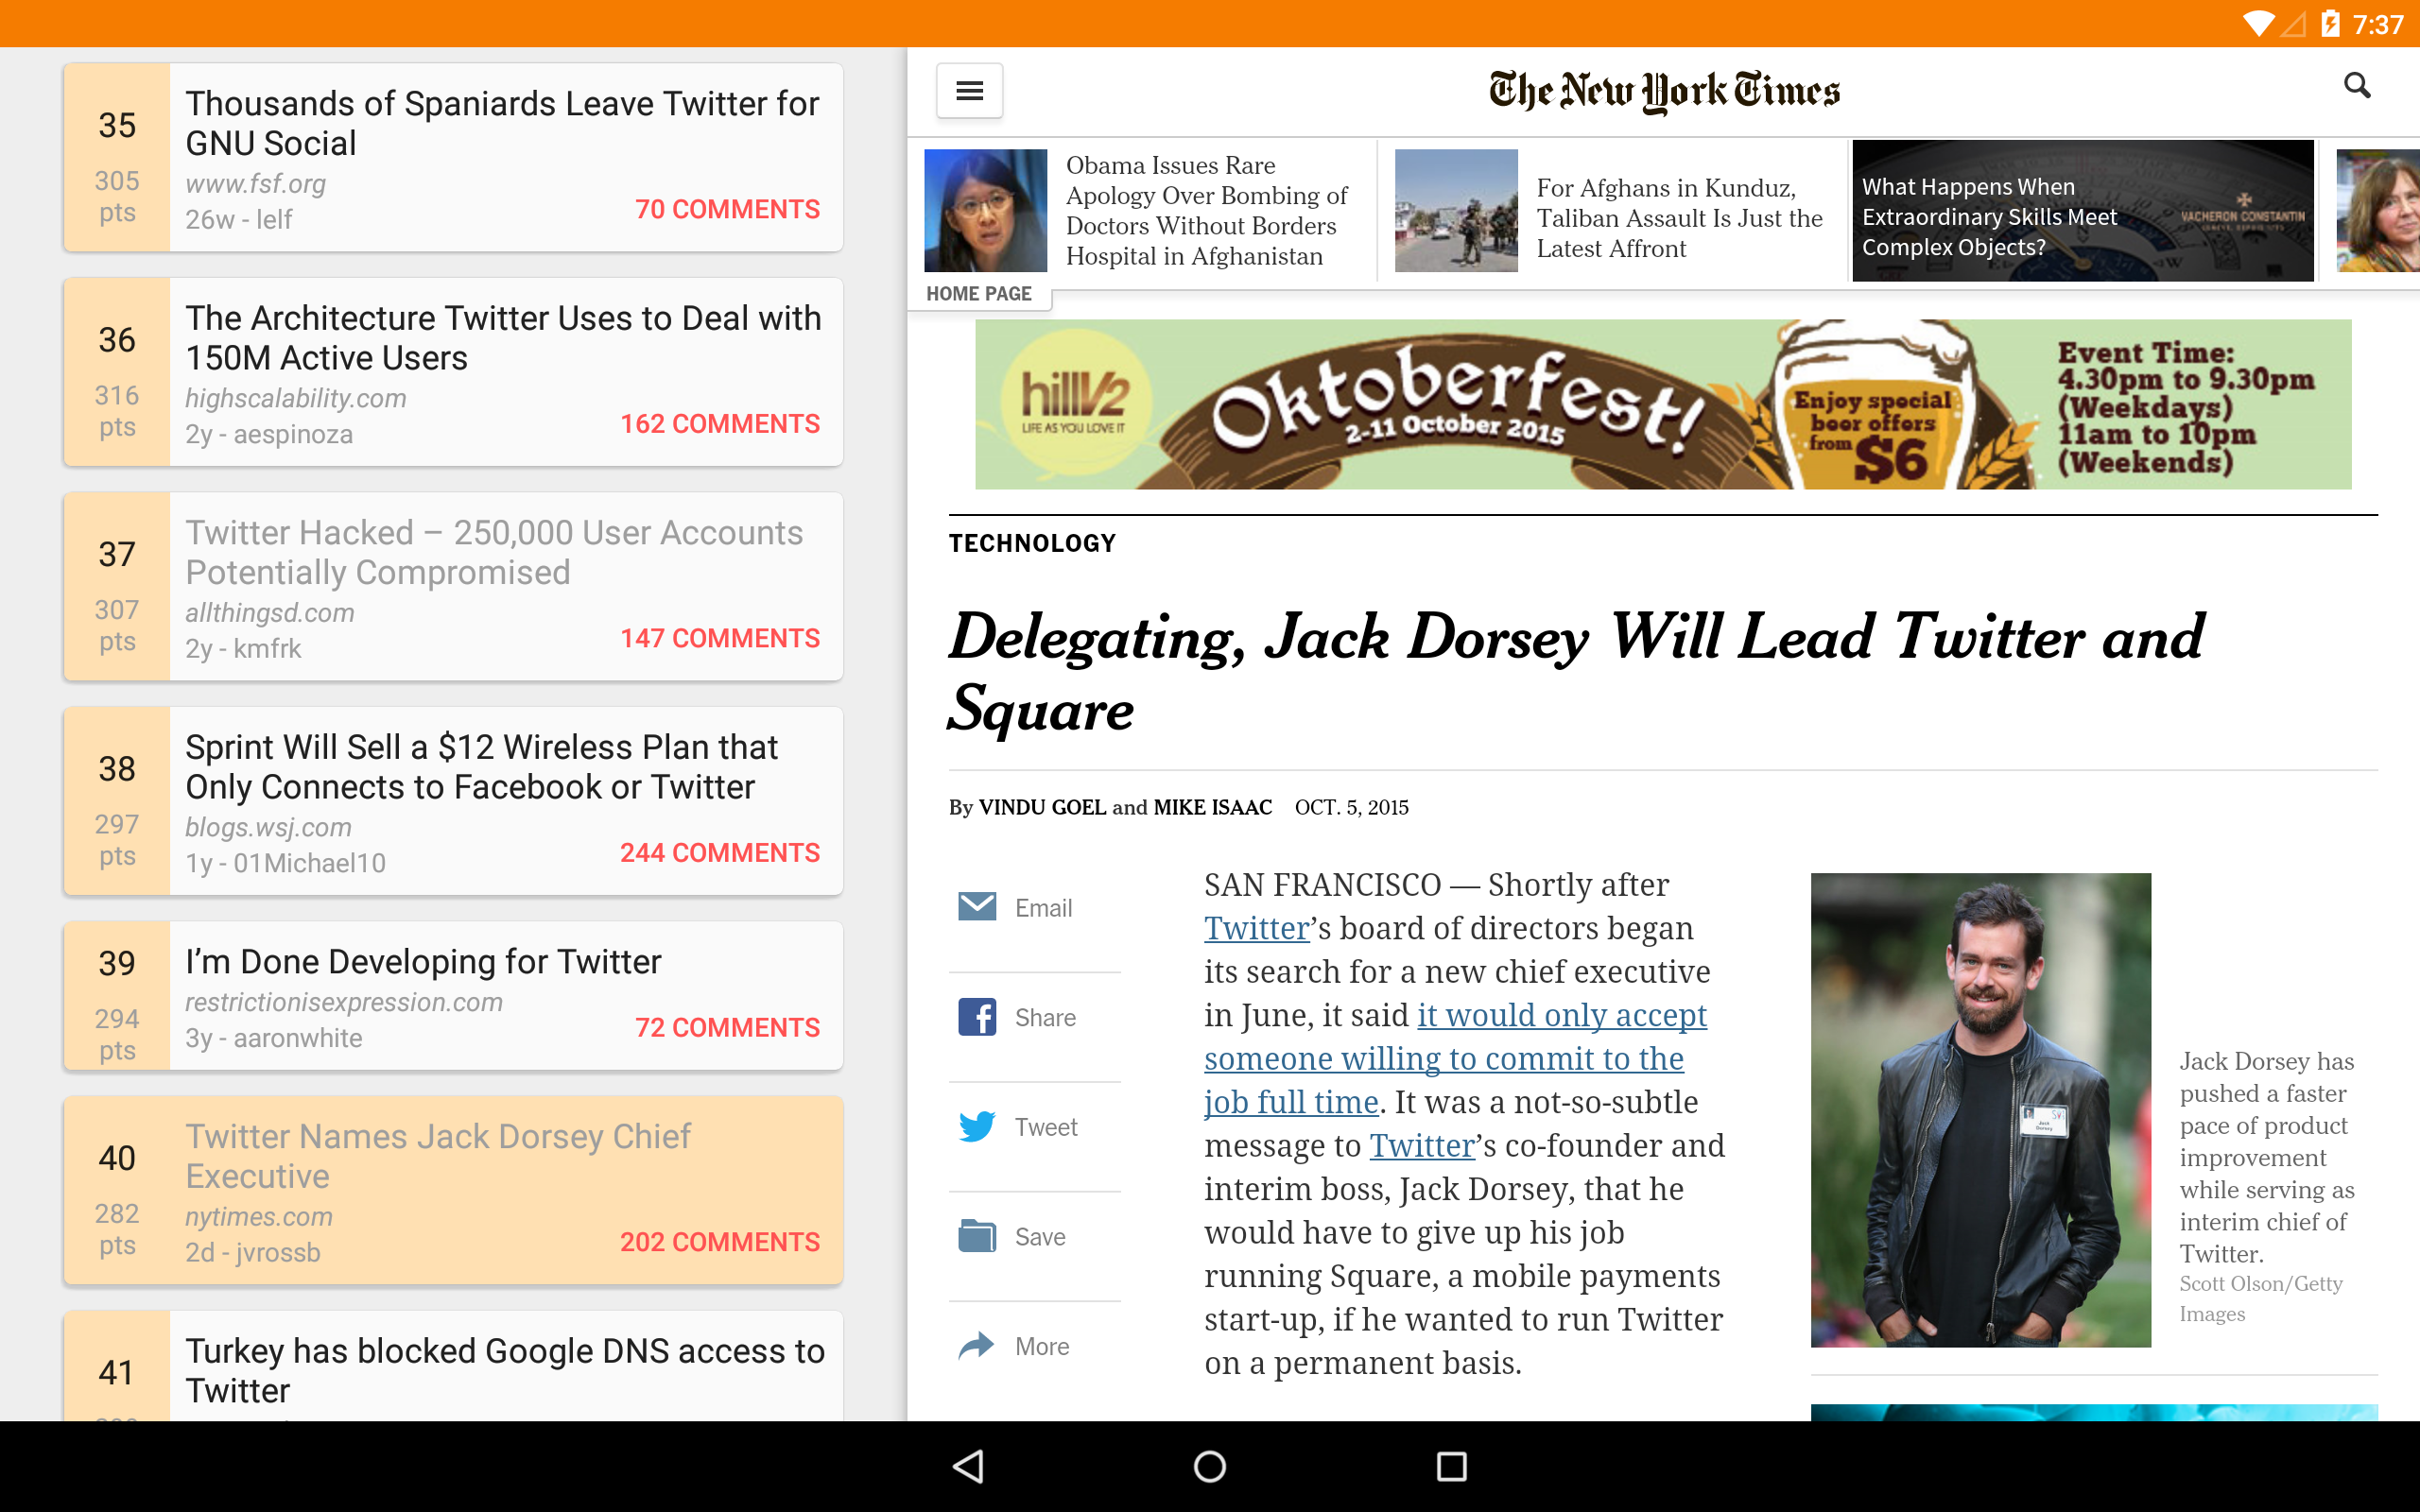 7:37
35
305
pts
Thousands of Spaniards Leave Twitter for
GNU Social
www.fsf.org
26w - lelf
70 COMMENTS
36
316
pts
The Architecture Twitter Uses to Deal with
150M Active Users
highscalability.com
2y - aespinoza
162 COMMENTS
37
307
pts
Twitter Hacked – 250,000 User Accounts
Potentially Compromised
allthingsd.com
2y - kmfrk
147 COMMENTS
38
297
pts
Sprint Will Sell a $12 Wireless Plan that
Only Connects to Facebook or Twitter
blogs.wsj.com
1y - 01Michael10
244 COMMENTS
39
294
pts
I’m Done Developing for Twitter
restrictionisexpression.com
3y - aaronwhite
72 COMMENTS
40
282
pts
Twitter Names Jack Dorsey Chief
Executive
nytimes.com
2d - jvrossb
202 COMMENTS
41
Turkey has blocked Google DNS access to
Twitter
The New York Times
Obama Issues Rare
Apology Over Bombing of
Doctors Without Borders
Hospital in Afghanistan
For Afghans in Kunduz,
Taliban Assault Is Just the
Latest Affront
What Happens When
Extraordinary Skills Meet
Complex Objects?
VACHERON CONSTANTIN
HOME PAGE
hillV2
LIFE AS YOU LOVE IT
Oktoberfest!
2-11 October 2015
Enjoy special
beer offers
from $6
Event Time:
4.30pm to 9.30pm
(Weekdays)
11am to 10pm
(Weekends)
TECHNOLOGY
Delegating, Jack Dorsey Will Lead Twitter and
Square
By VINDU GOEL and MIKE ISAAC OCT. 5, 2015
Email
Share
Tweet
Save
More
SAN FRANCISCO — Shortly after
Twitter’s board of directors began
its search for a new chief executive
in June, it said it would only accept
someone willing to commit to the
job full time. It was a not-so-subtle
message to Twitter’s co-founder and
interim boss, Jack Dorsey, that he
would have to give up his job
running Square, a mobile payments
start-up, if he wanted to run Twitter
on a permanent basis.
Jack Dorsey has
pushed a faster
pace of product
improvement
while serving as
interim chief of
Twitter.
Scott Olson/Getty
Images